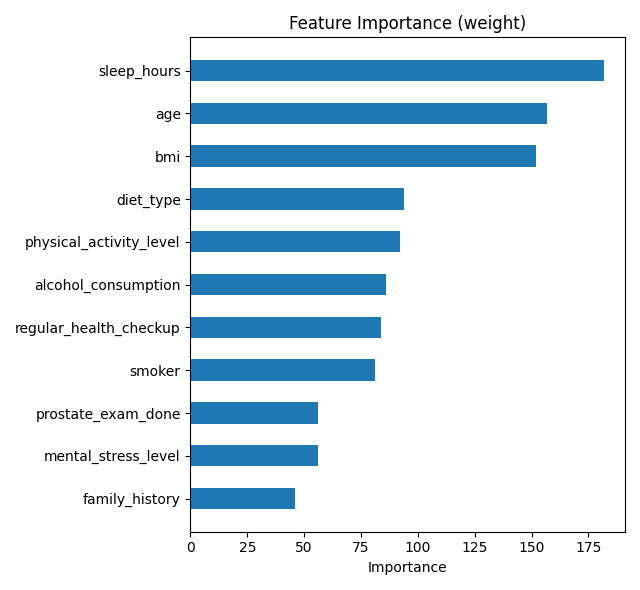 Feature Importance (weight)
sleep_hours
age
bmi
diet_type
physical_activity_level
alcohol_consumption
regular_health_checkup
smoker
prostate_exam_done
mental_stress_level
family_history
0 25 50 75 100 125 150 175
Importance